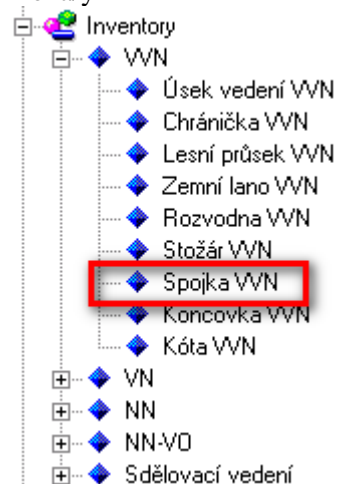 Inventory
VVN
Úsek vedení VVN
Chránička VVN
Lesní průsek VVN
Zemní lano VVN
Rozvodna VVN
Stožár VVN
Spojka VVN
Koncovka VVN
Kóta VVN
VN
NN
NN-VO
Sdělovací vedení